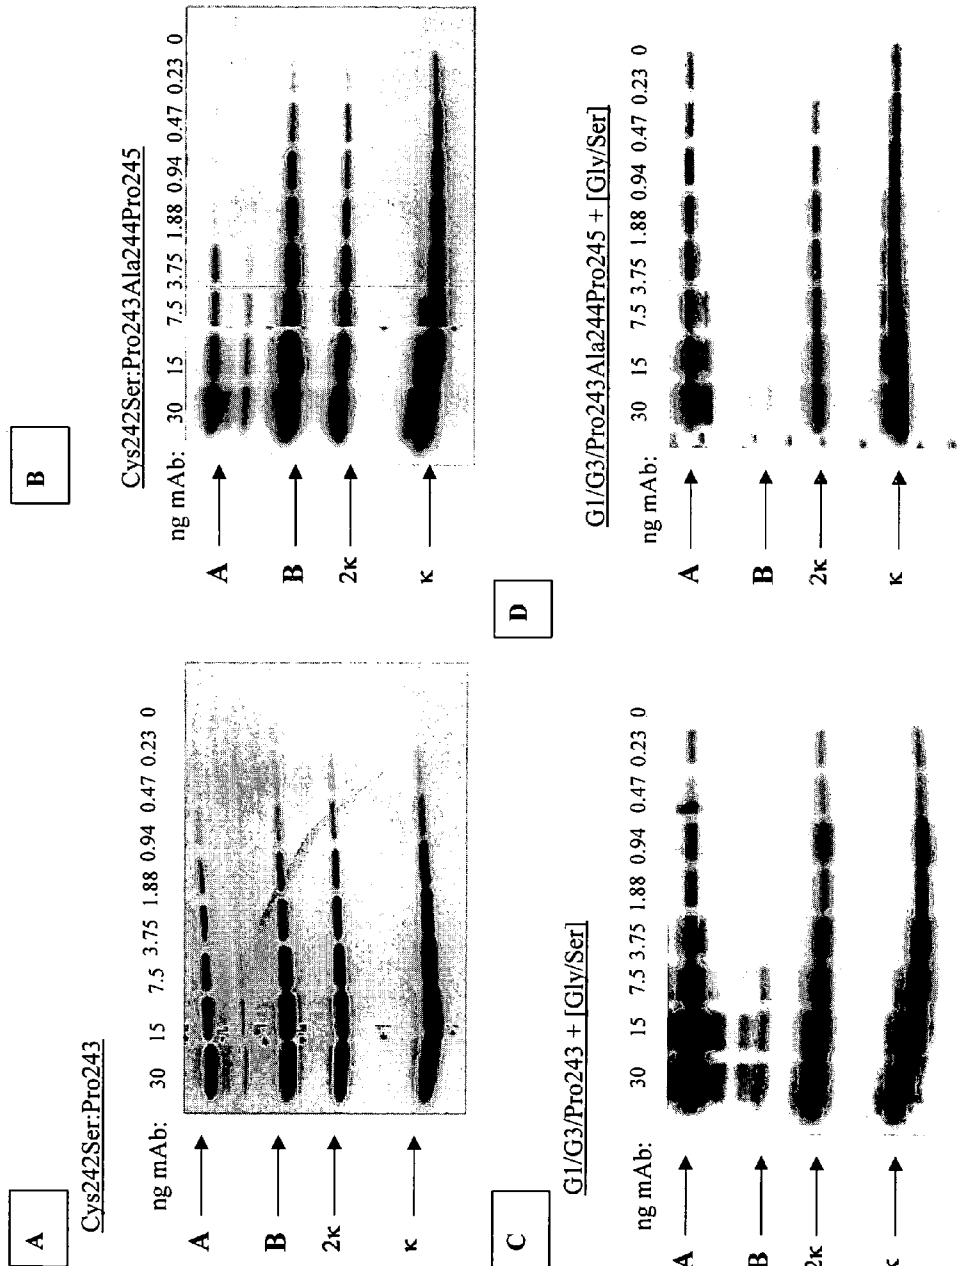 A
Cys242Ser:Pro243
ng mAb: 30 15 7.5 3.75 1.88 0.94 0.47 0.23 0
A
B
2κ
κ
B
Cys242Ser:Pro243Ala244Pro245
ng mAb: 30 15 7.5 3.75 1.88 0.94 0.47 0.23 0
A
B
2κ
κ
C
G1/G3/Pro243 + [Gly/Ser]
ng mAb: 30 15 7.5 3.75 1.88 0.94 0.47 0.23 0
A
B
2κ
κ
D
G1/G3/Pro243Ala244Pro245 + [Gly/Ser]
ng mAb: 30 15 7.5 3.75 1.88 0.94 0.47 0.23 0
A
B
2κ
κ